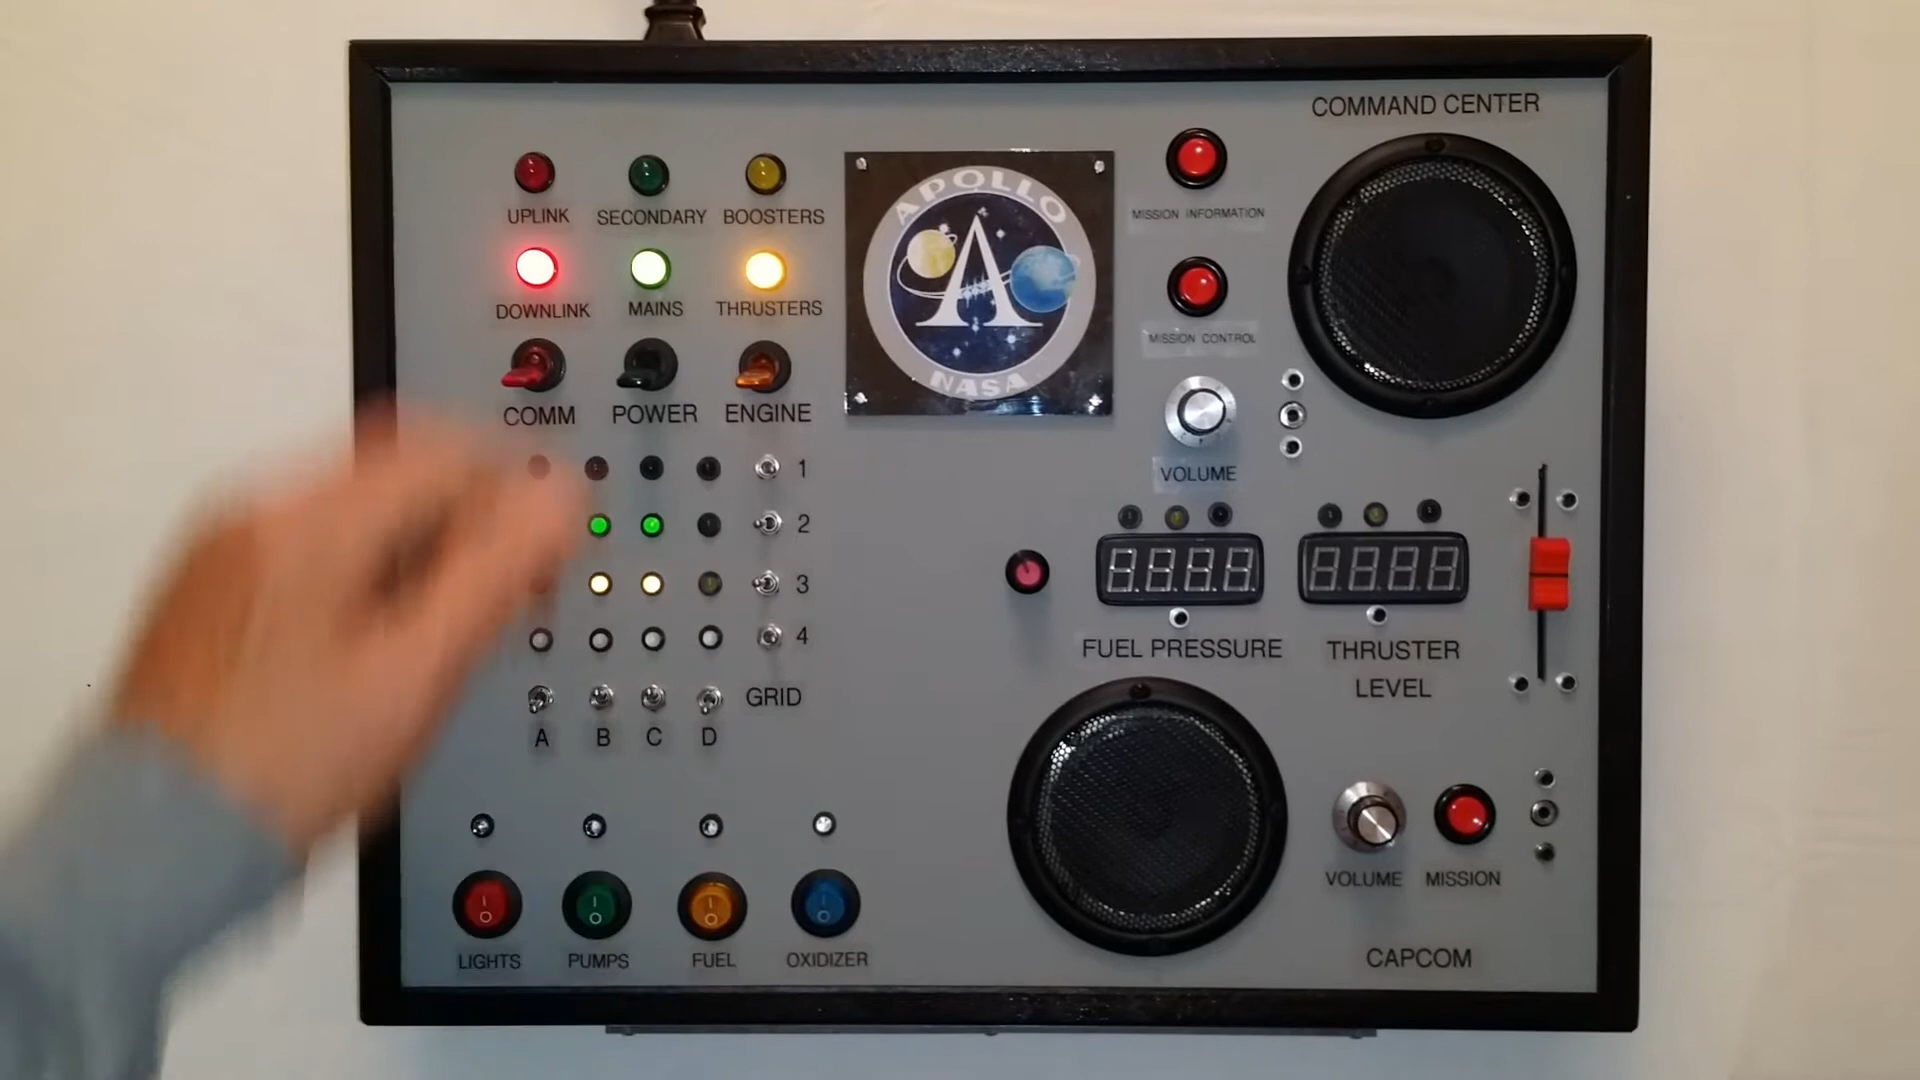 COMMAND CENTER
UPLINK SECONDARY BOOSTERS
DOWNLINK MAINS THRUSTERS
COMM POWER ENGINE
1
2
3
4
GRID
A B C D
LIGHTS PUMPS FUEL OXIDIZER
APOLLO
NASA
MISSION INFORMATION
MISSION CONTROL
VOLUME
FUEL PRESSURE
THRUSTER
LEVEL
VOLUME MISSION
CAPCOM